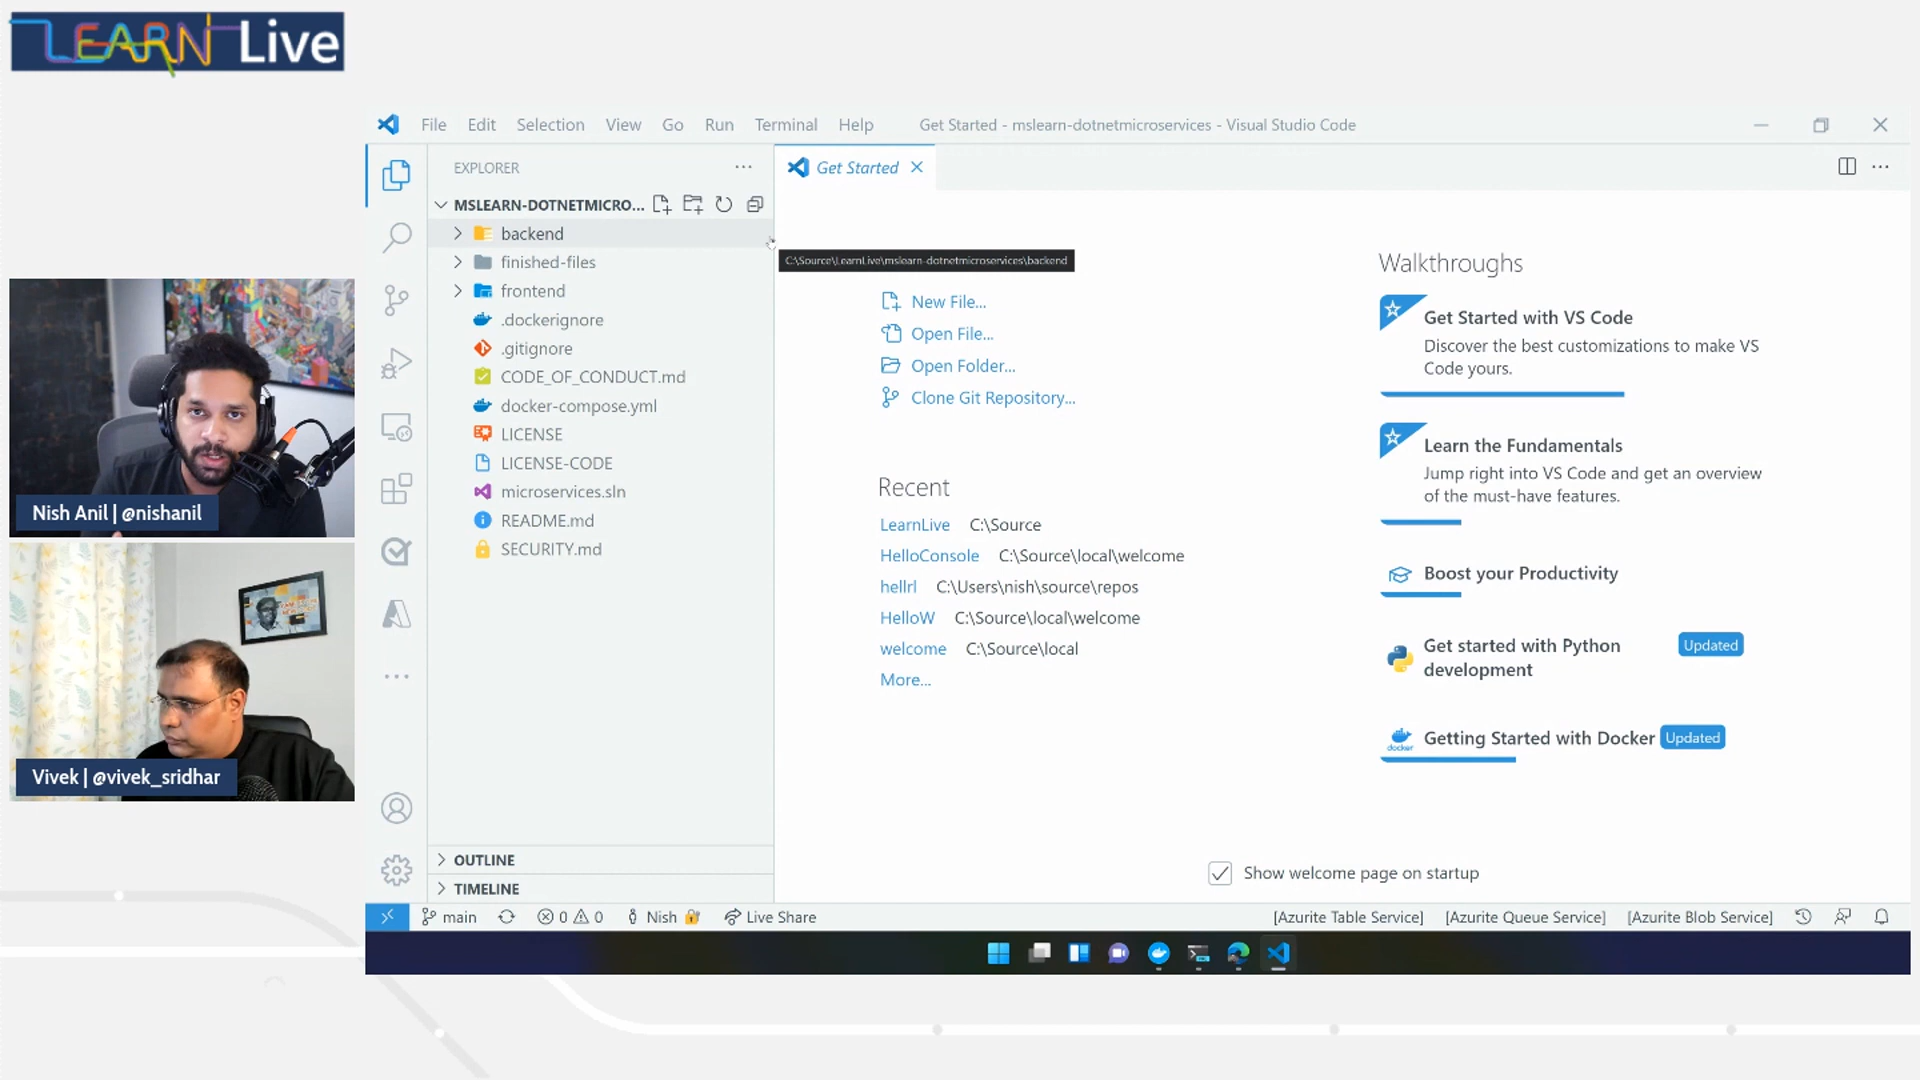 LEARN Live
File Edit Selection View Go Run Terminal Help
Get Started - mslearn-dotnetmicroservices - Visual Studio Code
EXPLORER
MSLEARN-DOTNETMICRO...
backend
finished-files
frontend
.dockerignore
.gitignore
CODE_OF_CONDUCT.md
docker-compose.yml
LICENSE
LICENSE-CODE
microservices.sln
README.md
SECURITY.md
OUTLINE
TIMELINE
Get Started
C:\Source\LearnLive\mslearn-dotnetmicroservices\backend
New File...
Open File...
Open Folder...
Clone Git Repository...
Recent
LearnLive C:\Source
HelloConsole C:\Source\local\welcome
hellrl C:\Users\nish\source\repos
HelloW C:\Source\local\welcome
welcome C:\Source\local
More...
Walkthroughs
Get Started with VS Code
Discover the best customizations to make VS
Code yours.
Learn the Fundamentals
Jump right into VS Code and get an overview
of the must-have features.
Boost your Productivity
Get started with Python
development
Updated
docker
Getting Started with Docker
Updated
Show welcome page on startup
main
0 0
Nish
Live Share
[Azurite Table Service] [Azurite Queue Service] [Azurite Blob Service]
Nish Anil | @nishanil
Vivek | @vivek_sridhar